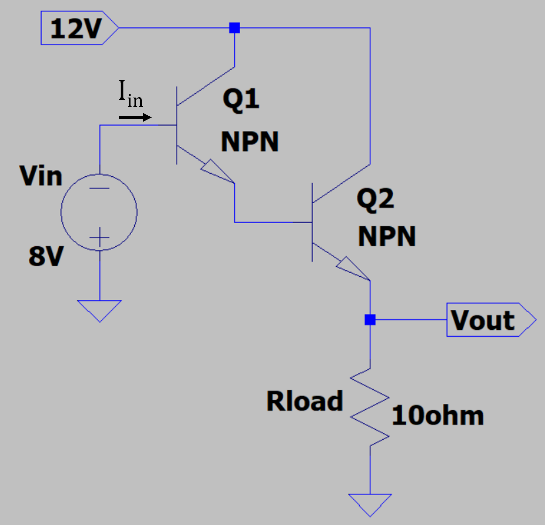 12V
Iin
Q1
NPN
Vin
8V
Q2
NPN
Vout
Rload
10ohm